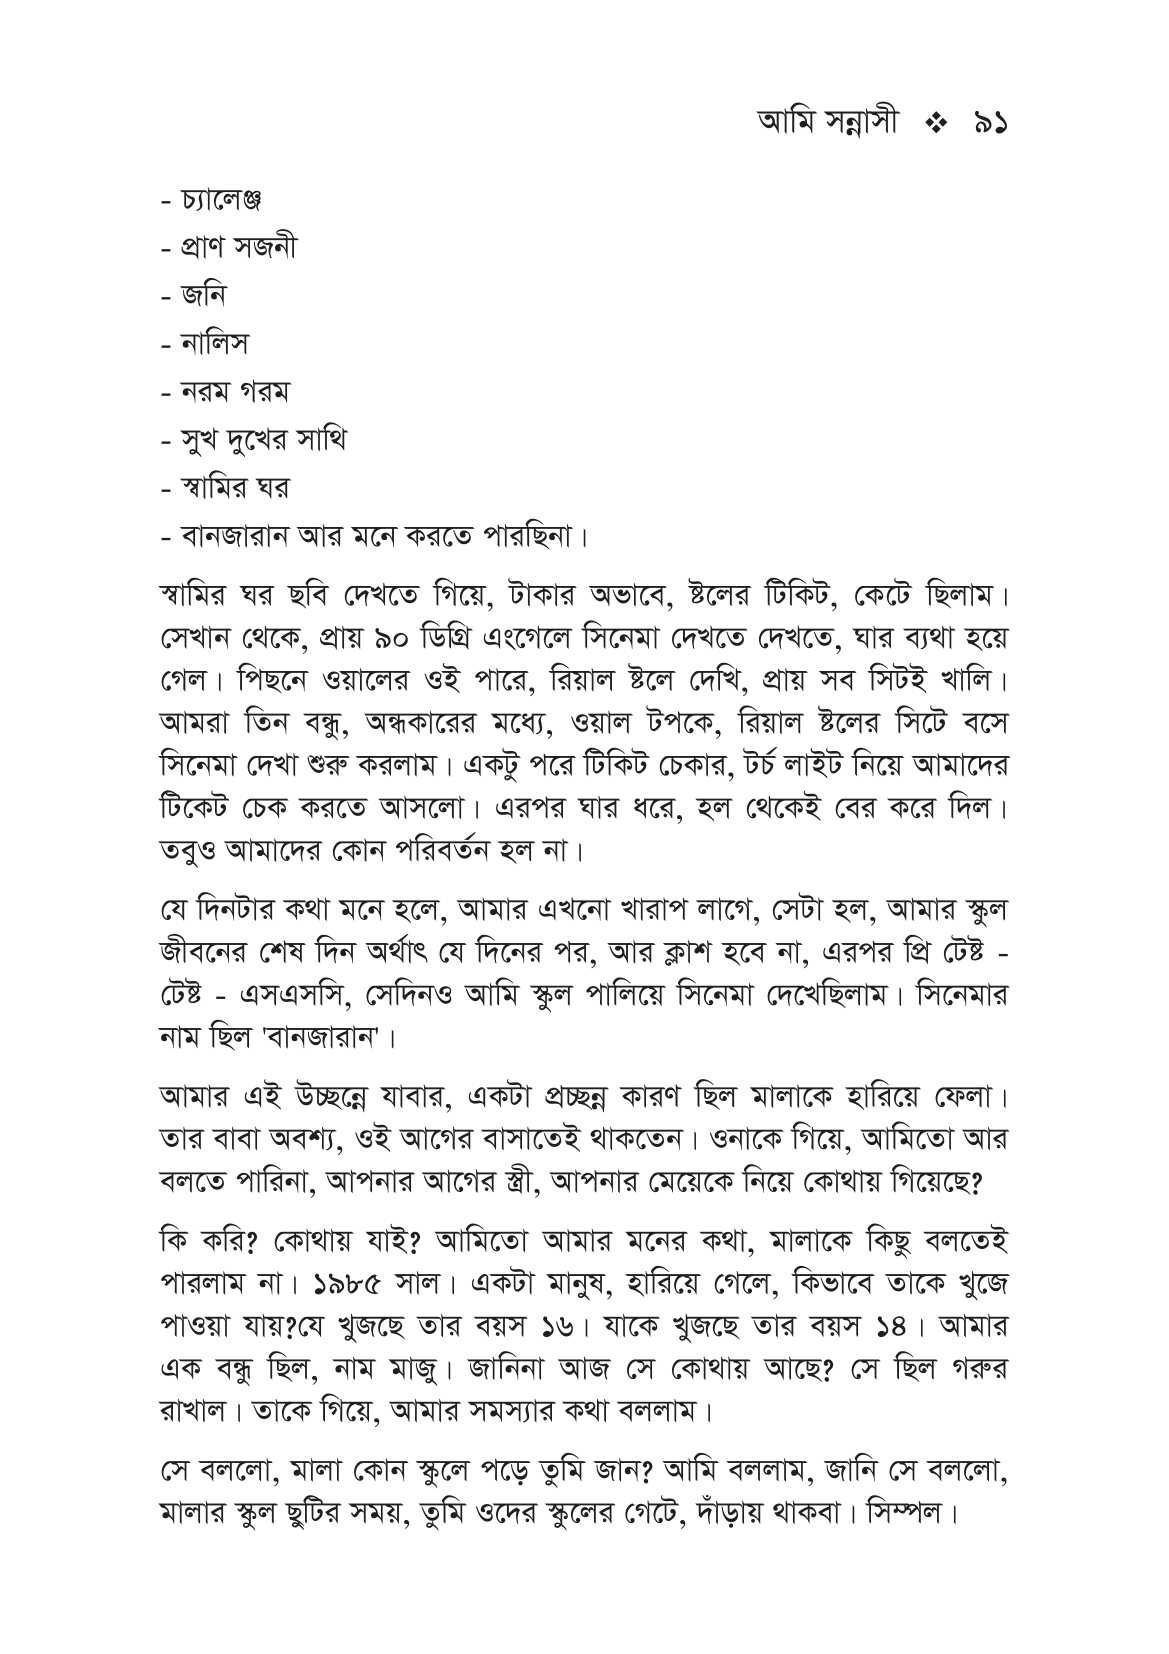 আমি সন্নাসী ❖ ৯১
- চ্যালেঞ্জ
- প্রাণ সজনী
- জনি
- নালিস
- নরম গরম
- সুখ দুখের সাথি
- স্বামির ঘর
- বানজারান আর মনে করতে পারছিনা।
স্বামির ঘর ছবি দেখতে গিয়ে, টাকার অভাবে, ষ্টলের টিকিট, কেটে ছিলাম।
সেখান থেকে, প্রায় ৯০ ডিগ্রি এংগেলে সিনেমা দেখতে দেখতে, ঘার ব্যথা হয়ে
গেল। পিছনে ওয়ালের ওই পারে, রিয়াল ষ্টলে দেখি, প্রায় সব সিটই খালি।
আমরা তিন বন্ধু, অন্ধকারের মধ্যে, ওয়াল টপকে, রিয়াল ষ্টলের সিটে বসে
সিনেমা দেখা শুরু করলাম। একটু পরে টিকিট চেকার, টর্চ লাইট নিয়ে আমাদের
টিকেট চেক করতে আসলো। এরপর ঘার ধরে, হল থেকেই বের করে দিল।
তবুও আমাদের কোন পরিবর্তন হল না।
যে দিনটার কথা মনে হলে, আমার এখনো খারাপ লাগে, সেটা হল, আমার স্কুল
জীবনের শেষ দিন অর্থাৎ যে দিনের পর, আর ক্লাশ হবে না, এরপর প্রি টেষ্ট -
টেষ্ট - এসএসসি, সেদিনও আমি স্কুল পালিয়ে সিনেমা দেখেছিলাম। সিনেমার
নাম ছিল 'বানজারান'।
আমার এই উচ্ছন্নে যাবার, একটা প্রচ্ছন্ন কারণ ছিল মালাকে হারিয়ে ফেলা।
তার বাবা অবশ্য, ওই আগের বাসাতেই থাকতেন। ওনাকে গিয়ে, আমিতো আর
বলতে পারিনা, আপনার আগের স্ত্রী, আপনার মেয়েকে নিয়ে কোথায় গিয়েছে?
কি করি? কোথায় যাই? আমিতো আমার মনের কথা, মালাকে কিছু বলতেই
পারলাম না। ১৯৮৫ সাল। একটা মানুষ, হারিয়ে গেলে, কিভাবে তাকে খুজে
পাওয়া যায়?যে খুজছে তার বয়স ১৬। যাকে খুজছে তার বয়স ১৪। আমার
এক বন্ধু ছিল, নাম মাজু। জানিনা আজ সে কোথায় আছে? সে ছিল গরুর
রাখাল। তাকে গিয়ে, আমার সমস্যার কথা বললাম।
সে বললো, মালা কোন স্কুলে পড়ে তুমি জান? আমি বললাম, জানি সে বললো,
মালার স্কুল ছুটির সময়, তুমি ওদের স্কুলের গেটে, দাঁড়ায় থাকবা। সিম্পল।